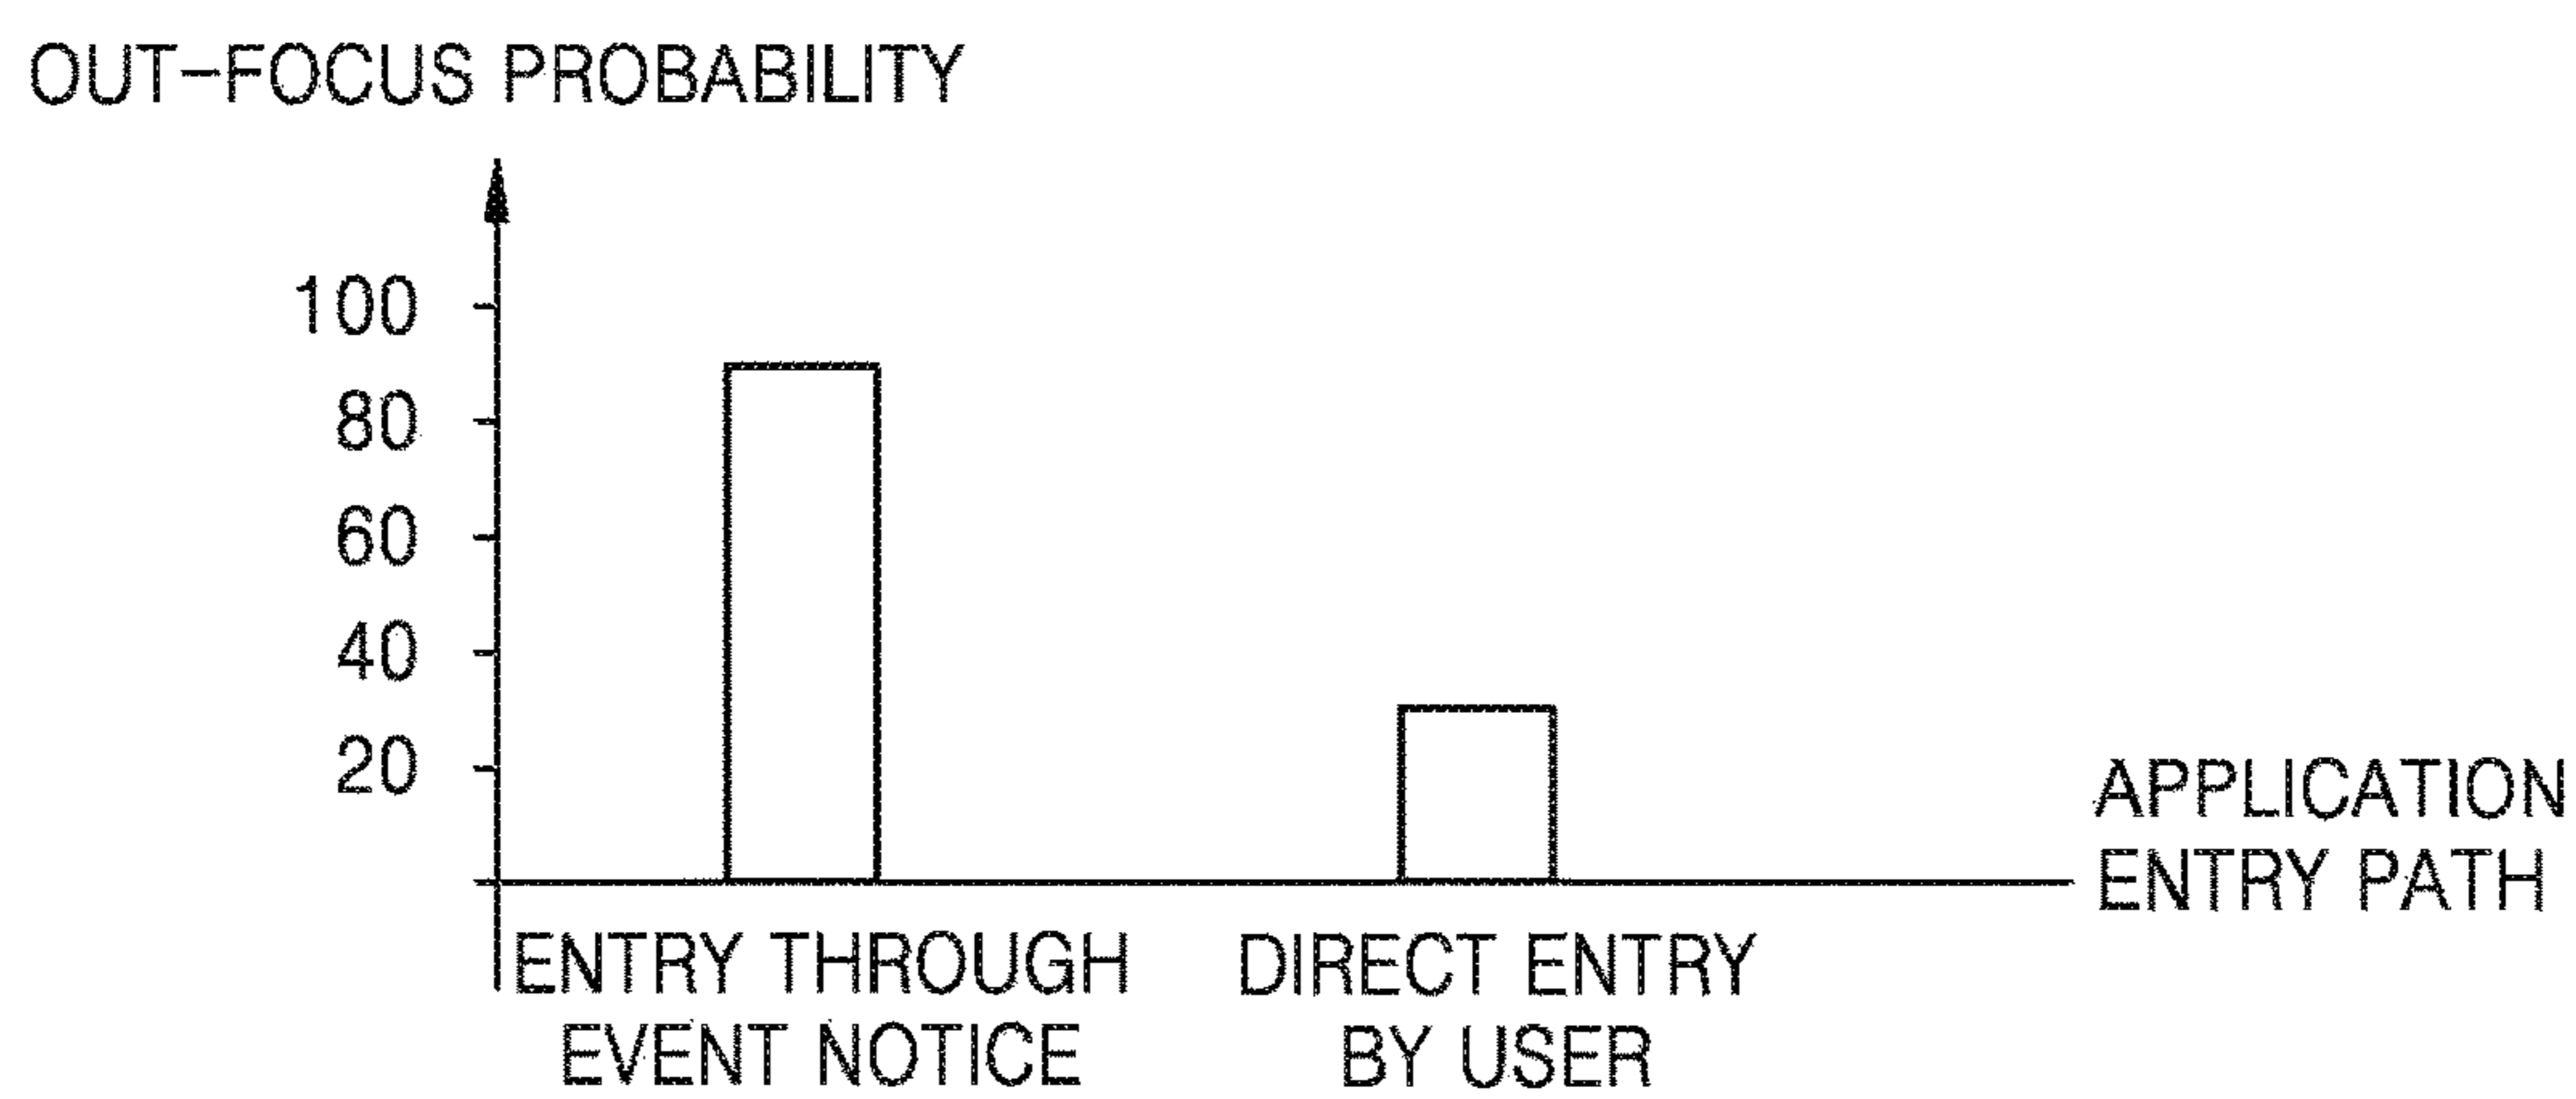 OUT-FOCUS PROBABILITY
100
80
60
40
20
APPLICATION
ENTRY PATH
ENTRY THROUGH
EVENT NOTICE
DIRECT ENTRY
BY USER